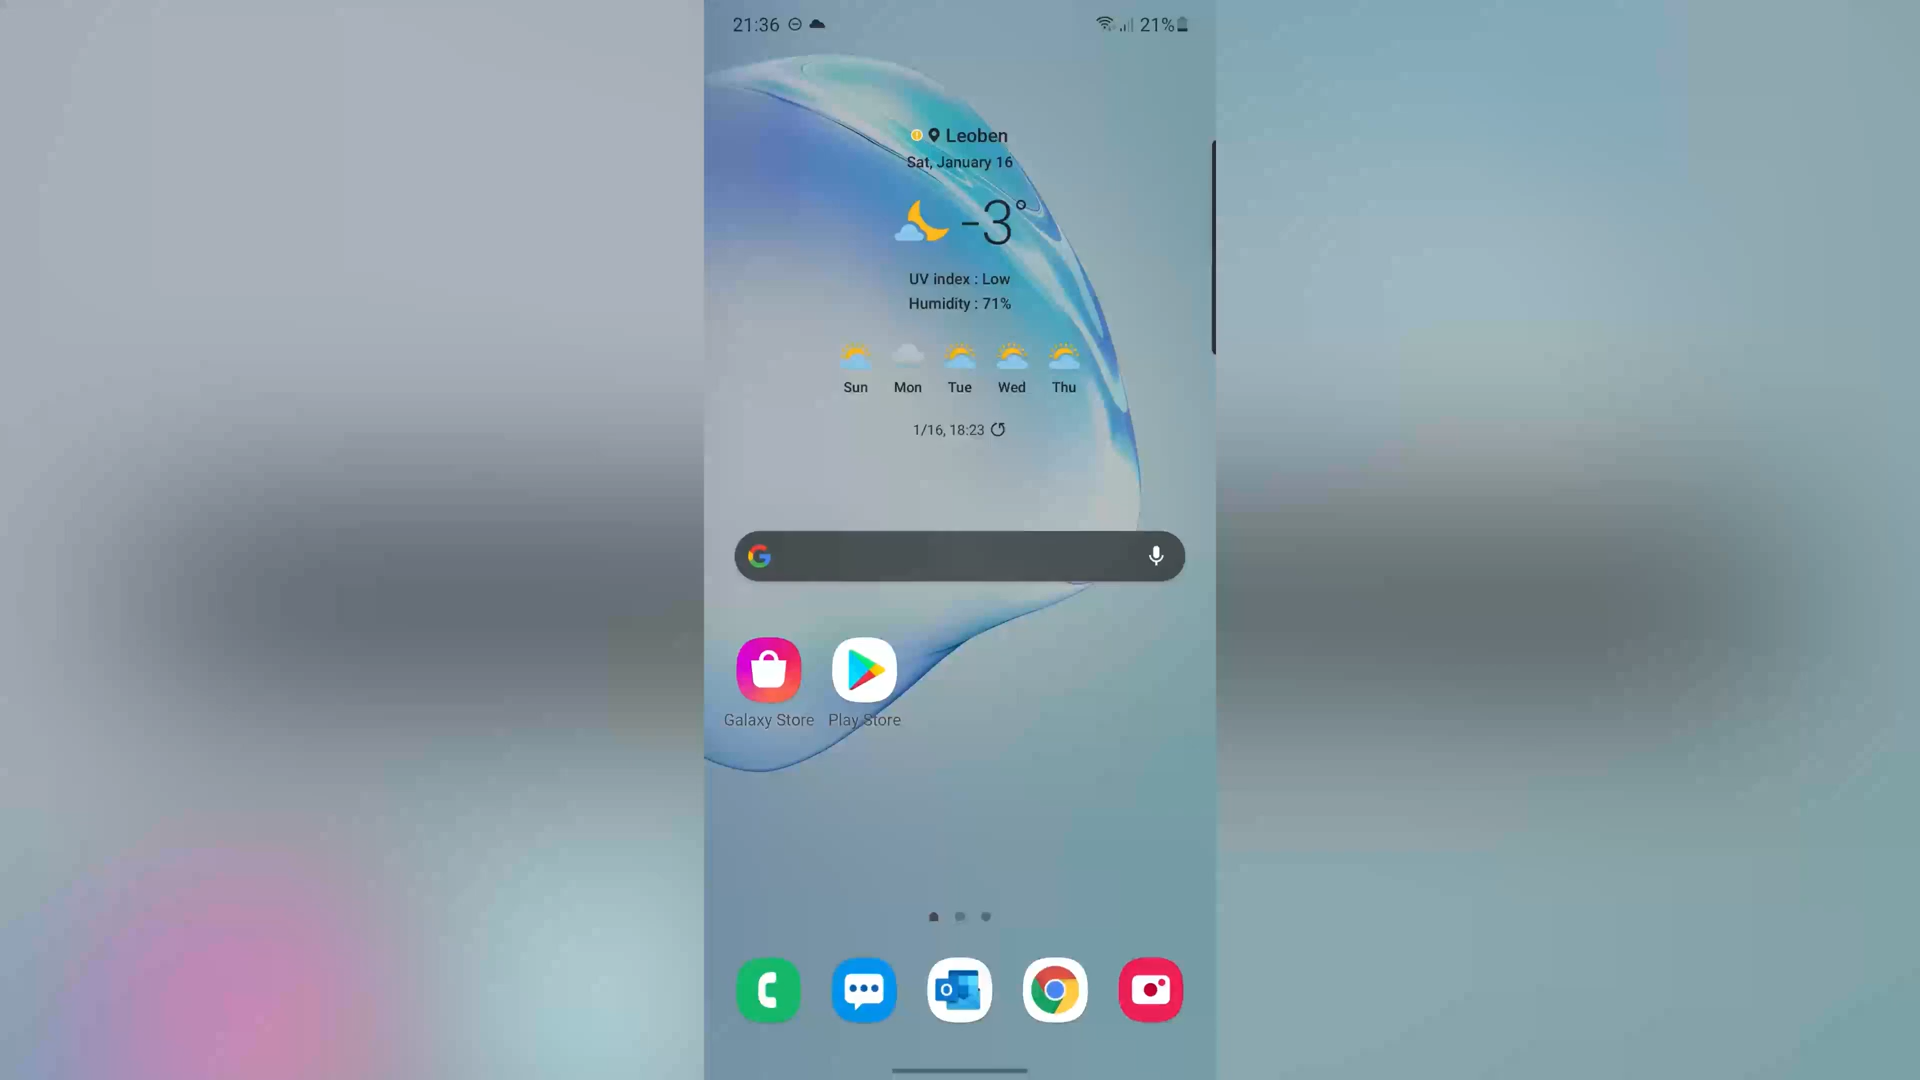 21:36
21%
Leoben
Sat, January 16
-3°
UV index : Low
Humidity : 71%
Sun Mon Tue Wed Thu
1/16, 18:23
Galaxy Store Play Store